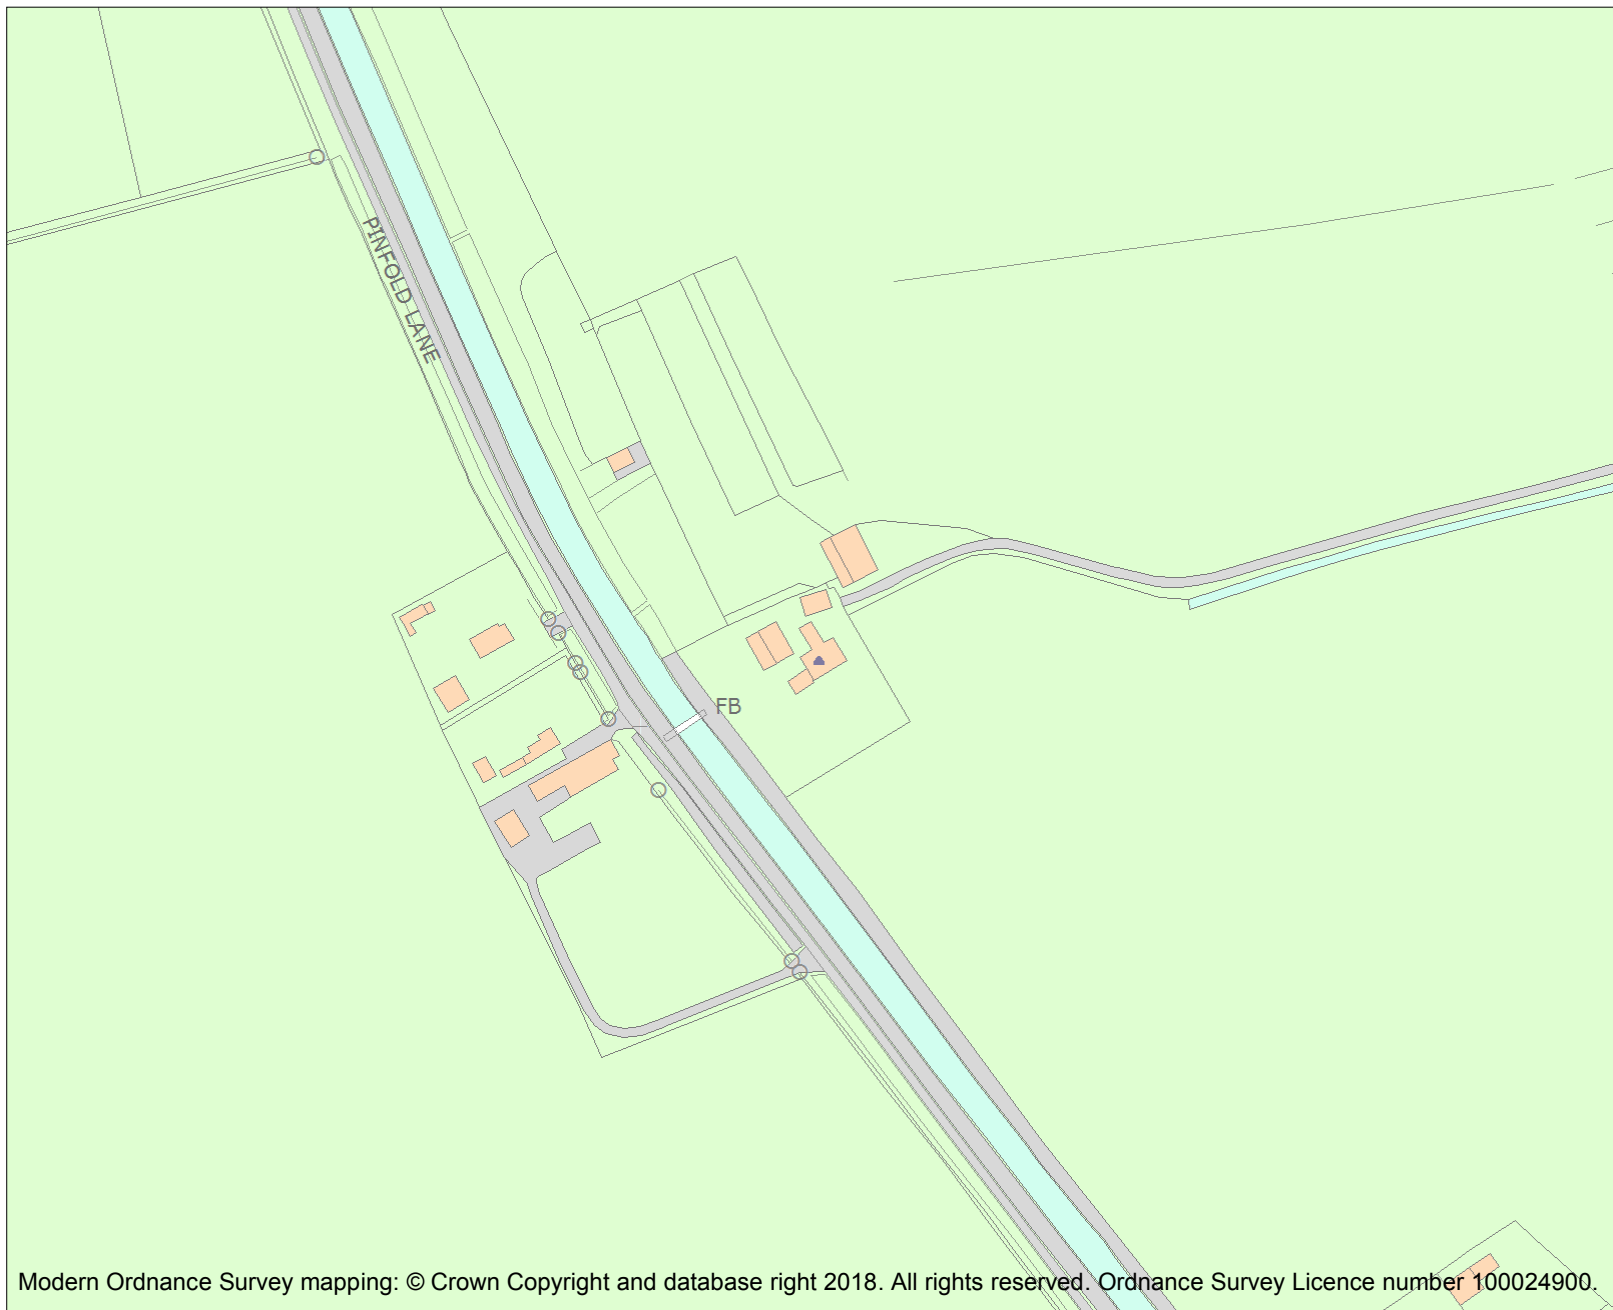 PINFOLD LANE
FB
Modern Ordnance Survey mapping: © Crown Copyright and database right 2018. All rights reserved. Ordnance Survey Licence number 100024900.